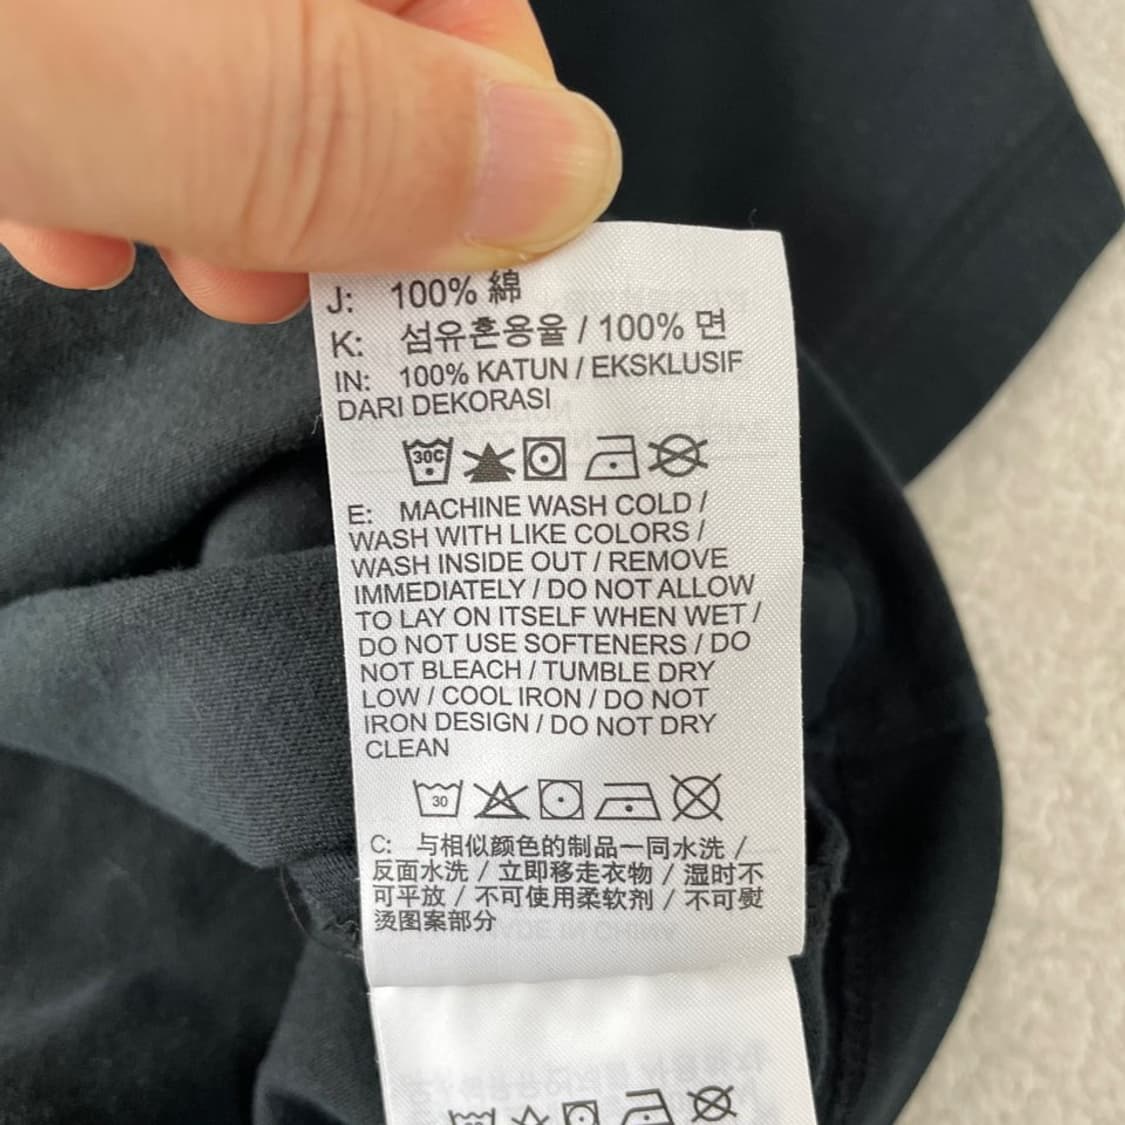 J: 100% 綿
K: 섬유혼용율 / 100% 면
IN: 100% KATUN / EKSKLUSIF
DARI DEKORASI
30C
E: MACHINE WASH COLD /
WASH WITH LIKE COLORS /
WASH INSIDE OUT / REMOVE
IMMEDIATELY / DO NOT ALLOW
TO LAY ON ITSELF WHEN WET /
DO NOT USE SOFTENERS / DO
NOT BLEACH / TUMBLE DRY
LOW / COOL IRON / DO NOT
IRON DESIGN / DO NOT DRY
CLEAN
30
C: 与相似颜色的制品一同水洗 /
反面水洗 / 立即移走衣物 / 湿时不
可平放 / 不可使用柔软剂 / 不可熨
烫图案部分